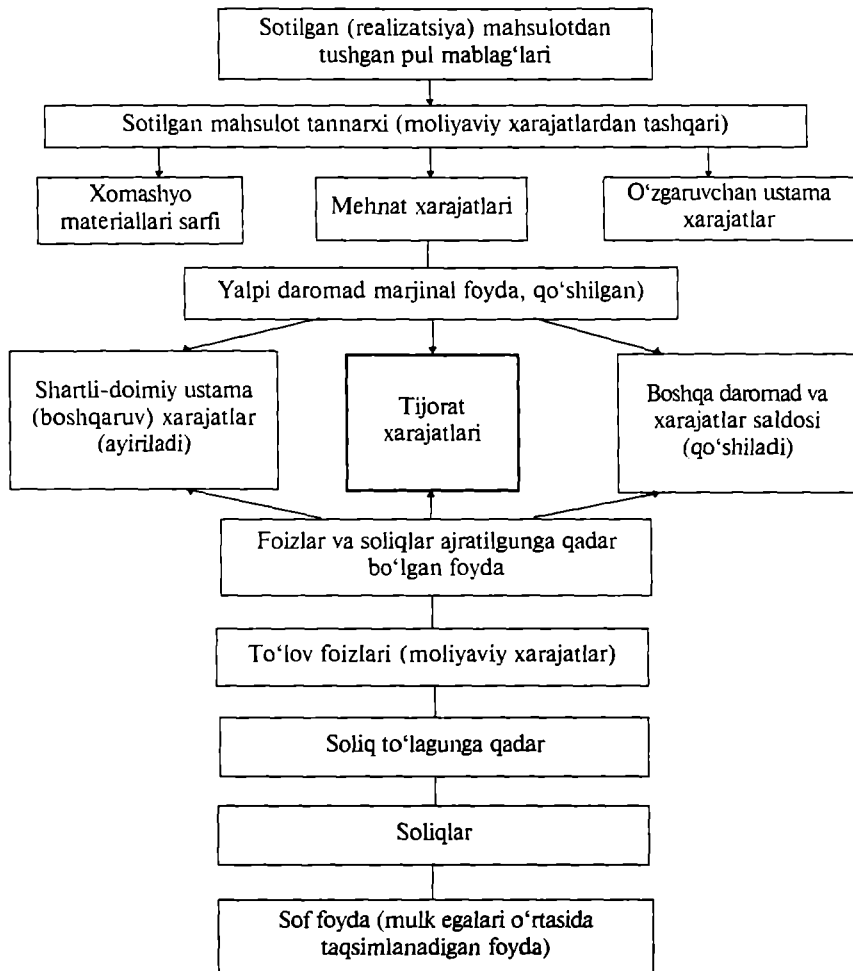 Sotilgan (realizatsiya) mahsulotdan
tushgan pul mablag‘lari
Sotilgan mahsulot tannarxi (moliyaviy xarajatlardan tashqari)
Xomashyo
materiallari sarfi
Mehnat xarajatlari
O‘zgaruvchan ustama
xarajatlar
Yalpi daromad marjinal foyda, qo‘shilgan)
Shartli-doimiy ustama
(boshqaruv) xarajatlar
(ayiriladi)
Tijorat
xarajatlari
Boshqa daromad va
xarajatlar saldosi
(qo‘shiladi)
Foizlar va soliqlar ajratilgunga qadar
bo‘lgan foyda
To‘lov foizlari (moliyaviy xarajatlar)
Soliq to‘lagunga qadar
Soliqlar
Sof foyda (mulk egalari o‘rtasida
taqsimlanadigan foyda)